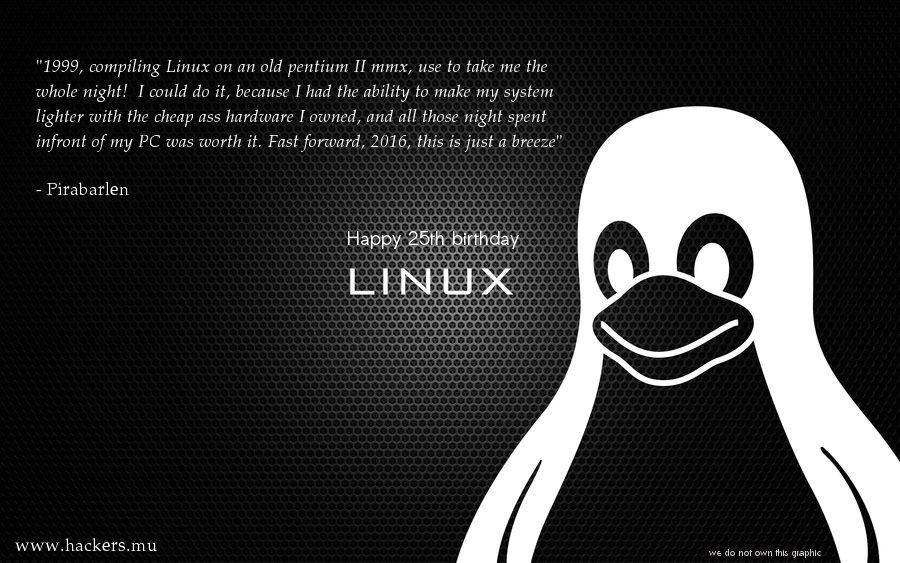 "1999, compiling Linux on an old pentium II mmx, use to take me the
whole night!  I could do it, because I had the ability to make my system
lighter with the cheap ass hardware I owned, and all those night spent
infront of my PC was worth it. Fast forward, 2016, this is just a breeze"
- Pirabarlen
Happy 25th birthday
LINUX
www.hackers.mu
we do not own this graphic